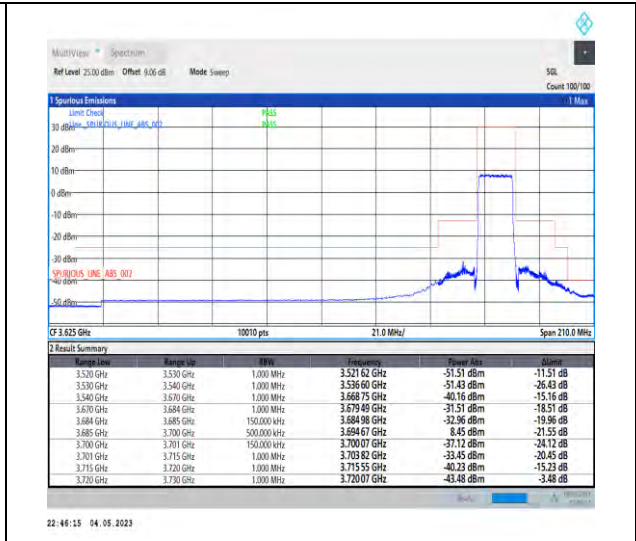 MultiView Spectrum
Ref Level 25.00 dBm Offset 9.06 dB Mode Sweep SGL
Count 100/100
1 Spurious Emissions 1 Max
Limit Check PASS
Line _SPURIOUS_LINE_ABS_002 PASS
30 dBm
20 dBm
10 dBm
0 dBm
-10 dBm
-20 dBm
-30 dBm
SPURIOUS_LINE_ABS_002
-40 dBm
-50 dBm
CF 3.625 GHz 10010 pts 21.0 MHz/ Span 210.0 MHz
2 Result Summary
Range Low Range Up RBW Frequency Power Abs ΔLimit
3.520 GHz 3.530 GHz 1.000 MHz 3.521 62 GHz -51.51 dBm -11.51 dB
3.530 GHz 3.540 GHz 1.000 MHz 3.536 60 GHz -51.43 dBm -26.43 dB
3.540 GHz 3.670 GHz 1.000 MHz 3.668 75 GHz -40.16 dBm -15.16 dB
3.670 GHz 3.684 GHz 1.000 MHz 3.679 49 GHz -31.51 dBm -18.51 dB
3.684 GHz 3.685 GHz 150.000 kHz 3.684 98 GHz -32.96 dBm -19.96 dB
3.685 GHz 3.700 GHz 500.000 kHz 3.694 67 GHz 8.45 dBm -21.55 dB
3.700 GHz 3.701 GHz 150.000 kHz 3.700 07 GHz -37.12 dBm -24.12 dB
3.701 GHz 3.715 GHz 1.000 MHz 3.703 82 GHz -33.45 dBm -20.45 dB
3.715 GHz 3.720 GHz 1.000 MHz 3.715 55 GHz -40.23 dBm -15.23 dB
3.720 GHz 3.730 GHz 1.000 MHz 3.720 07 GHz -43.48 dBm -3.48 dB
22:46:15 04.05.2023